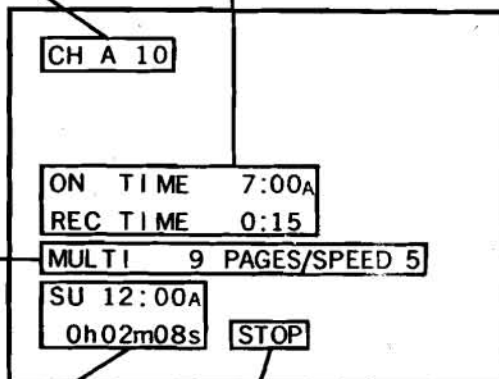 CH A 10
ON TIME 7:00A
REC TIME 0:15
MULTI 9 PAGES/SPEED 5
SU 12:00A
0h02m08s STOP